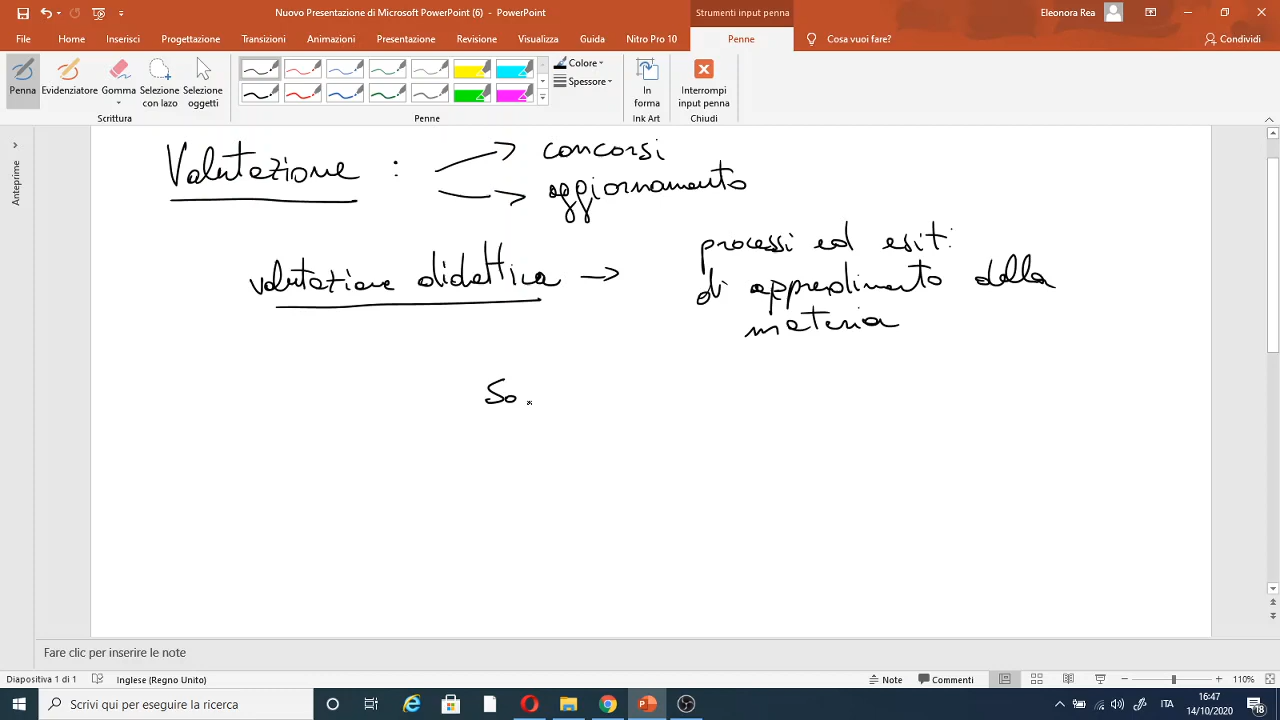 Nuovo Presentazione di Microsoft PowerPoint (6) - PowerPoint
Strumenti input penna
Eleonora Rea
File Home Inserisci Progettazione Transizioni Animazioni Presentazione Revisione Visualizza Guida Nitro Pro 10 Penne Cosa vuoi fare? Condividi
Penna Evidenziatore Gomma Selezione con lazo Selezione oggetti
Colore
Spessore
In forma
Interrompi input penna
Scrittura Penne Ink Art Chiudi
Anteprime
Valutazione : concorsi
aggiornamento
valutazione didattica → processi ed esiti
di apprendimento della
materia
So
Fare clic per inserire le note
Diapositiva 1 di 1 Inglese (Regno Unito) Note Commenti 110%
Scrivi qui per eseguire la ricerca
ITA
16:47
14/10/2020
18